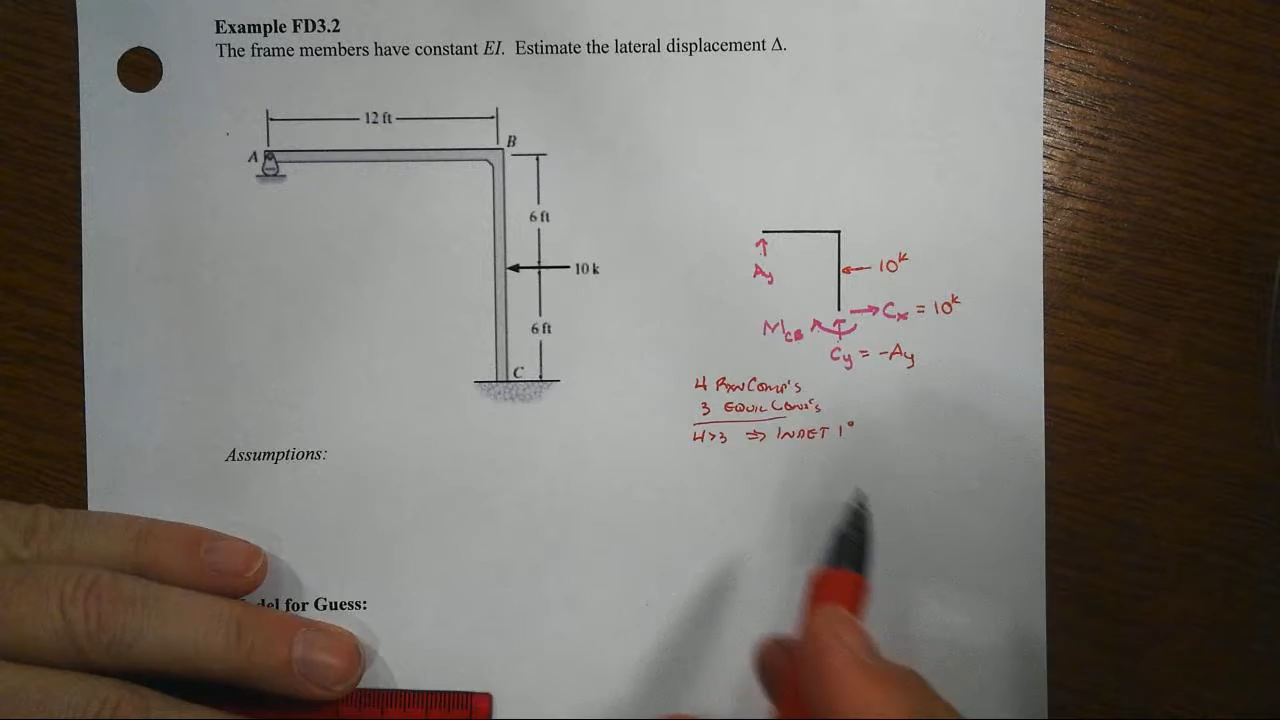 Example FD3.2
The frame members have constant EI. Estimate the lateral displacement Δ.
12 ft
A
B
6 ft
10 k
6 ft
C
Ay
10k
Cx = 10k
MCB
Cy = -Ay
4 RXN COMP'S
3 EQUIL COND'S
4>3 ⇒ INDET 1°
Assumptions:
for Guess: